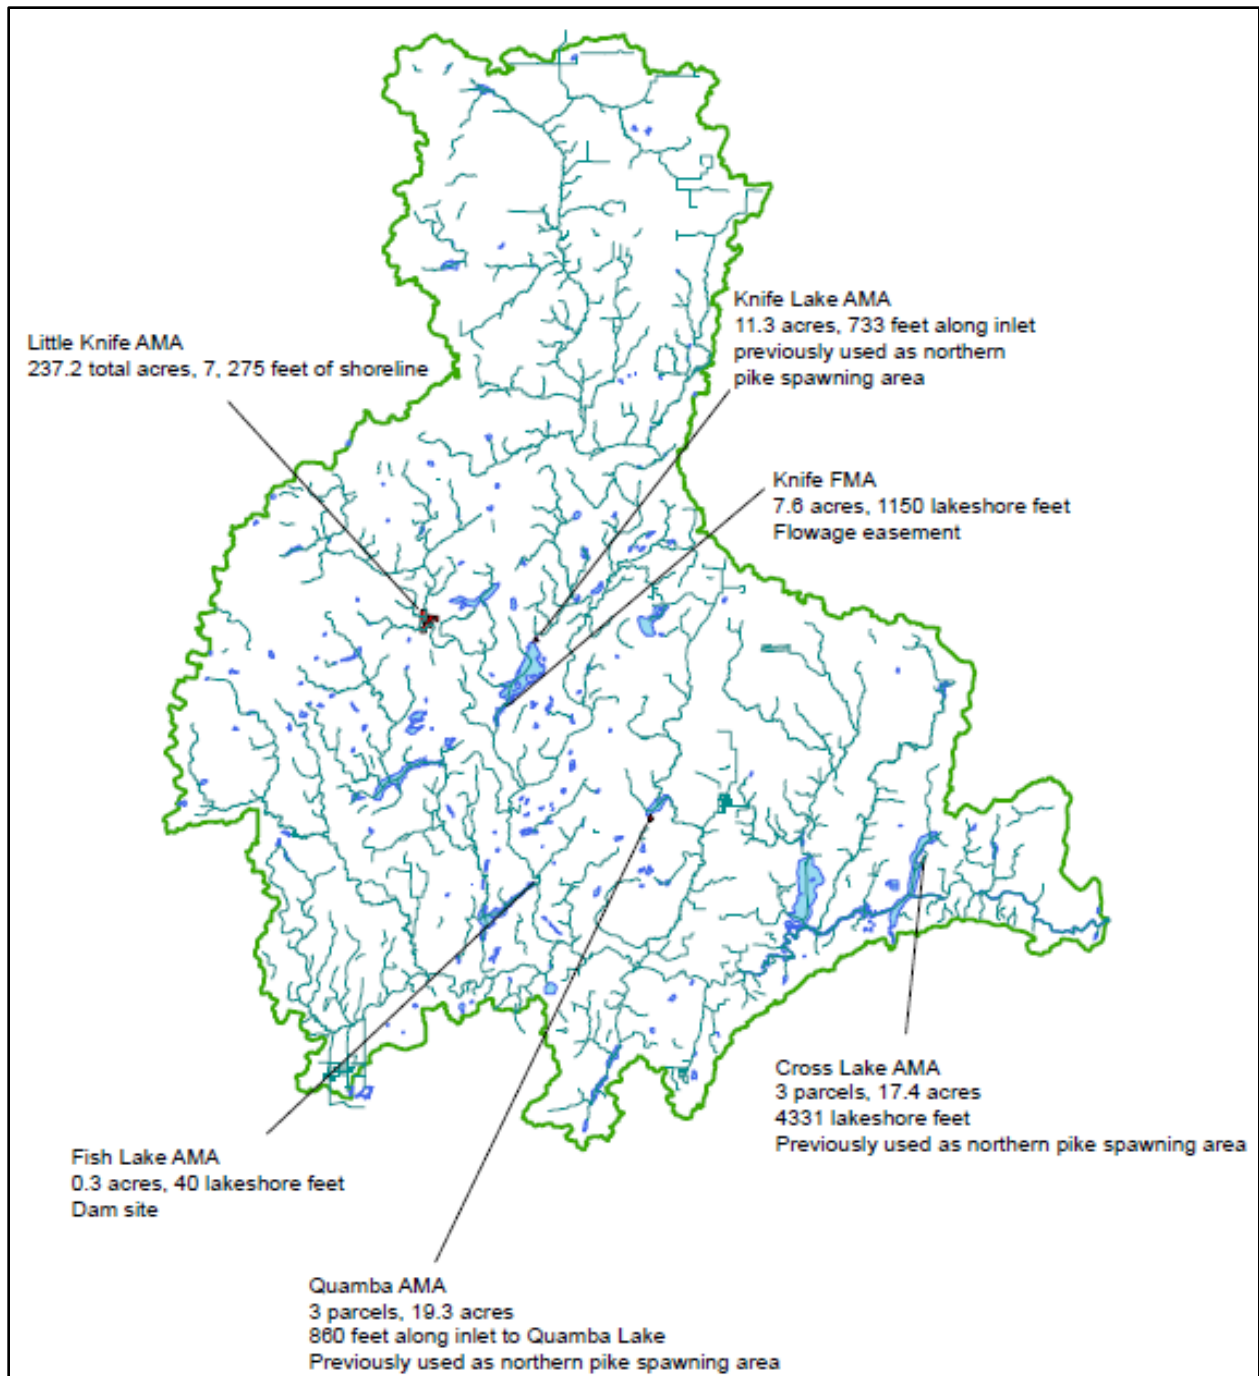 Knife Lake AMA
11.3 acres, 733 feet along inlet
previously used as northern
pike spawning area
Little Knife AMA
237.2 total acres, 7, 275 feet of shoreline
Knife FMA
7.6 acres, 1150 lakeshore feet
Flowage easement
Cross Lake AMA
3 parcels, 17.4 acres
4331 lakeshore feet
Previously used as northern pike spawning area
Fish Lake AMA
0.3 acres, 40 lakeshore feet
Dam site
Quamba AMA
3 parcels, 19.3 acres
860 feet along inlet to Quamba Lake
Previously used as northern pike spawning area